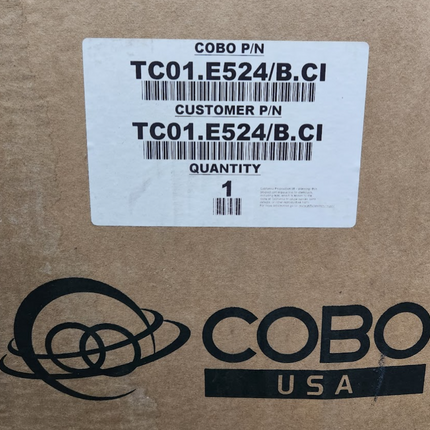 COBO P/N
TC01.E524/B.CI
CUSTOMER P/N
TC01.E524/B.CI
QUANTITY
1
COBO
USA